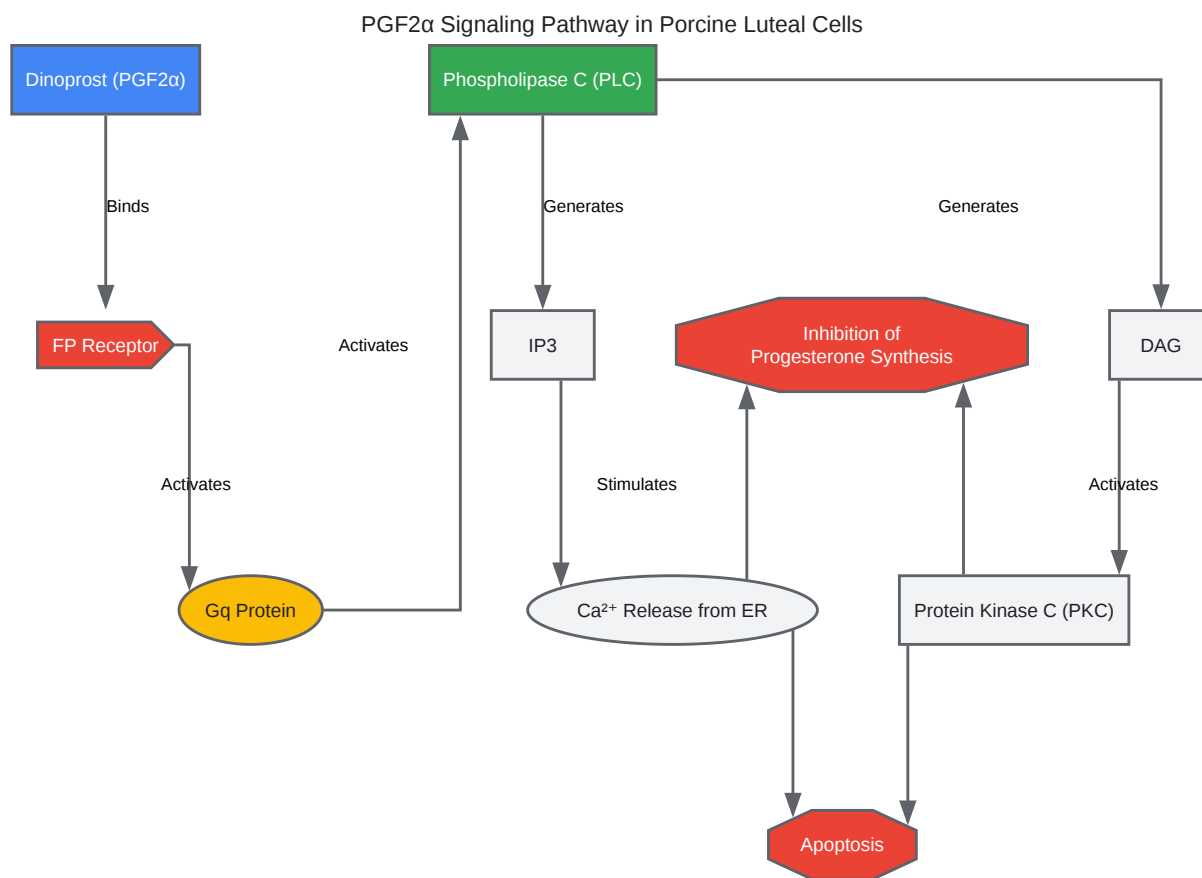 PGF2α Signaling Pathway in Porcine Luteal Cells
Dinoprost (PGF2α)
Phospholipase C (PLC)
Binds
Generates
Generates
FP Receptor
Activates
IP3
Inhibition of
Progesterone Synthesis
DAG
Activates
Stimulates
Activates
Gq Protein
Ca²⁺ Release from ER
Protein Kinase C (PKC)
Apoptosis